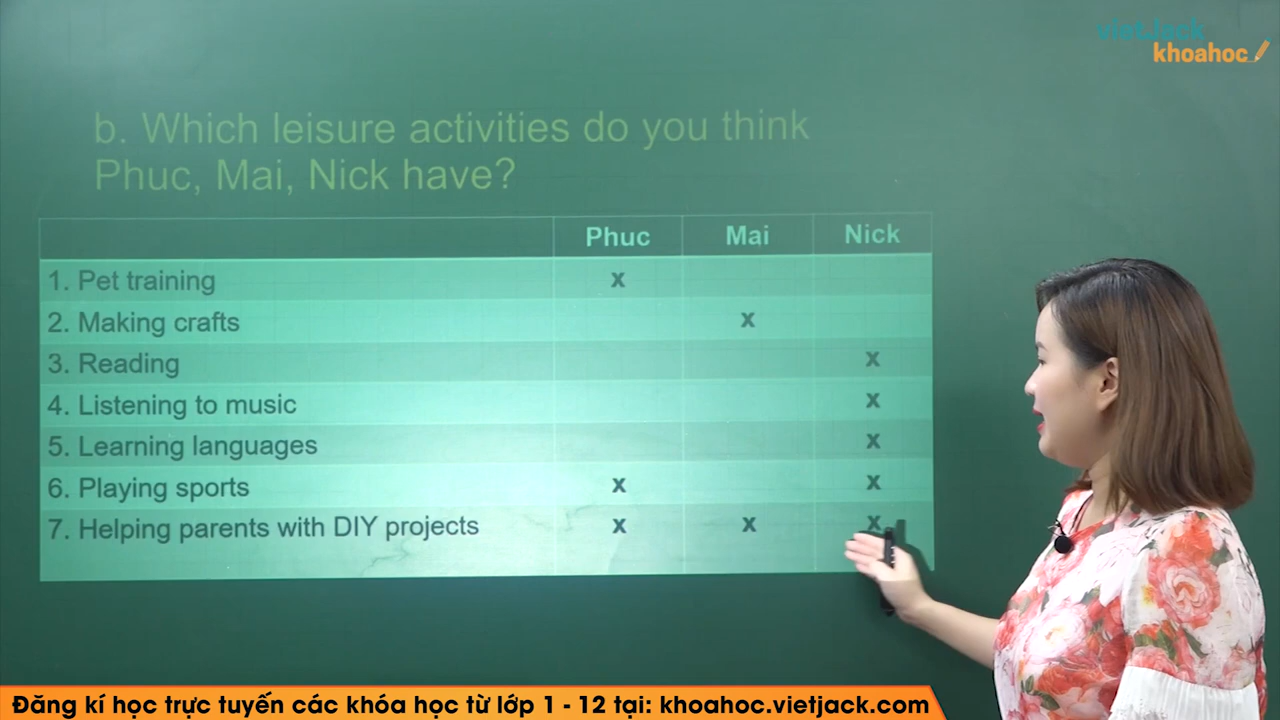 vietjack
khoahoc
b. Which leisure activities do you think
Phuc, Mai, Nick have?
Phuc Mai Nick
1. Pet training x
2. Making crafts x
3. Reading x
4. Listening to music x
5. Learning languages x
6. Playing sports x x
7. Helping parents with DIY projects x x x
Đăng kí học trực tuyến các khóa học từ lớp 1 - 12 tại: khoahoc.vietjack.com